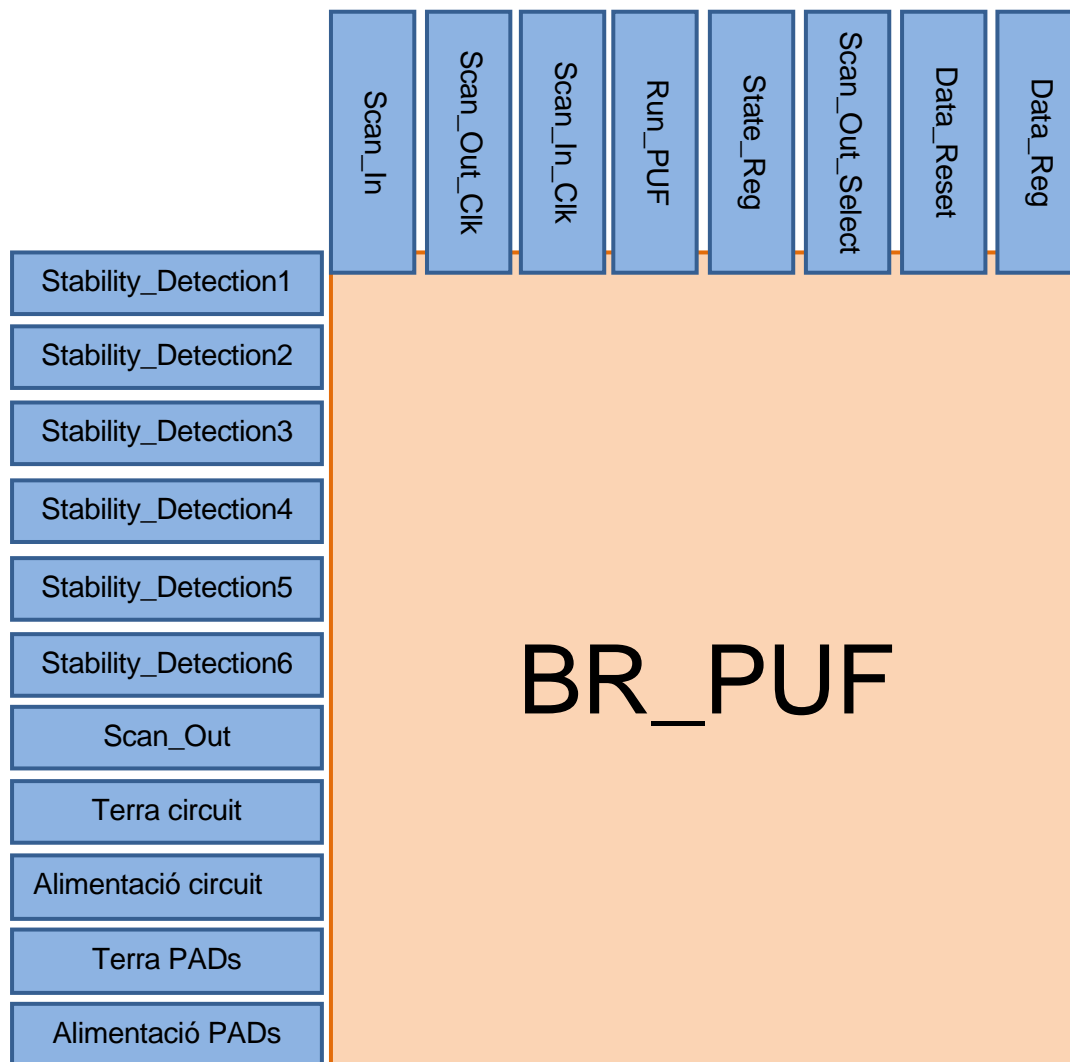 Scan_In
Scan_Out_Clk
Scan_In_Clk
Run_PUF
State_Reg
Scan_Out_Select
Data_Reset
Data_Reg
Stability_Detection1
Stability_Detection2
Stability_Detection3
Stability_Detection4
Stability_Detection5
Stability_Detection6
Scan_Out
Terra circuit
Alimentació circuit
Terra PADs
Alimentació PADs
BR_PUF